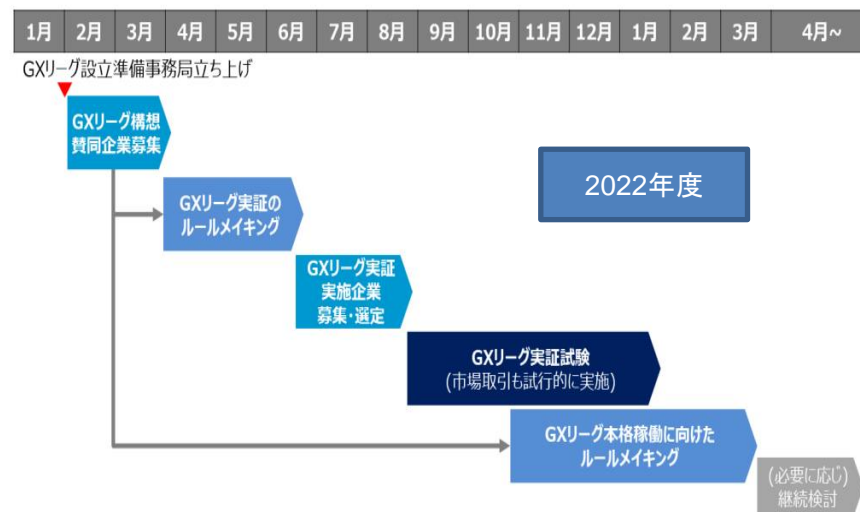 1月 2月 3月 4月 5月 6月 7月 8月 9月 10月 11月 12月 1月 2月 3月 4月~
GXリーグ設立準備事務局立ち上げ
GXリーグ構想
賛同企業募集
2022年度
GXリーグ実証の
ルールメイキング
GXリーグ実証
実施企業
募集・選定
GXリーグ実証試験
(市場取引も試行的に実施)
GXリーグ本格稼働に向けた
ルールメイキング
(必要に応じ)
継続検討